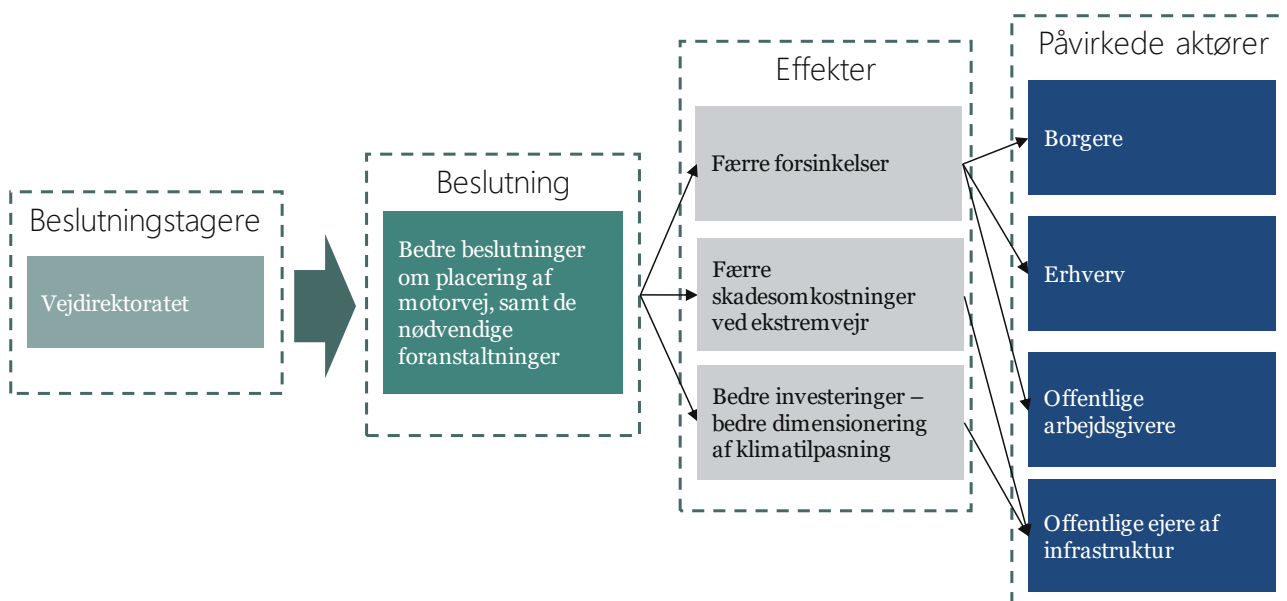 Beslutningstagere
Vejdirektoratet
Beslutning
Bedre beslutninger
om placering af
motorvej, samt de
nødvendige
foranstaltninger
Effekter
Færre forsinkelser
Færre
skadesomkostninger
ved ekstremvejr
Bedre investeringer –
bedre dimensionering
af klimatilpasning
Påvirkede aktører
Borgere
Erhverv
Offentlige
arbejdsgivere
Offentlige ejere af
infrastruktur